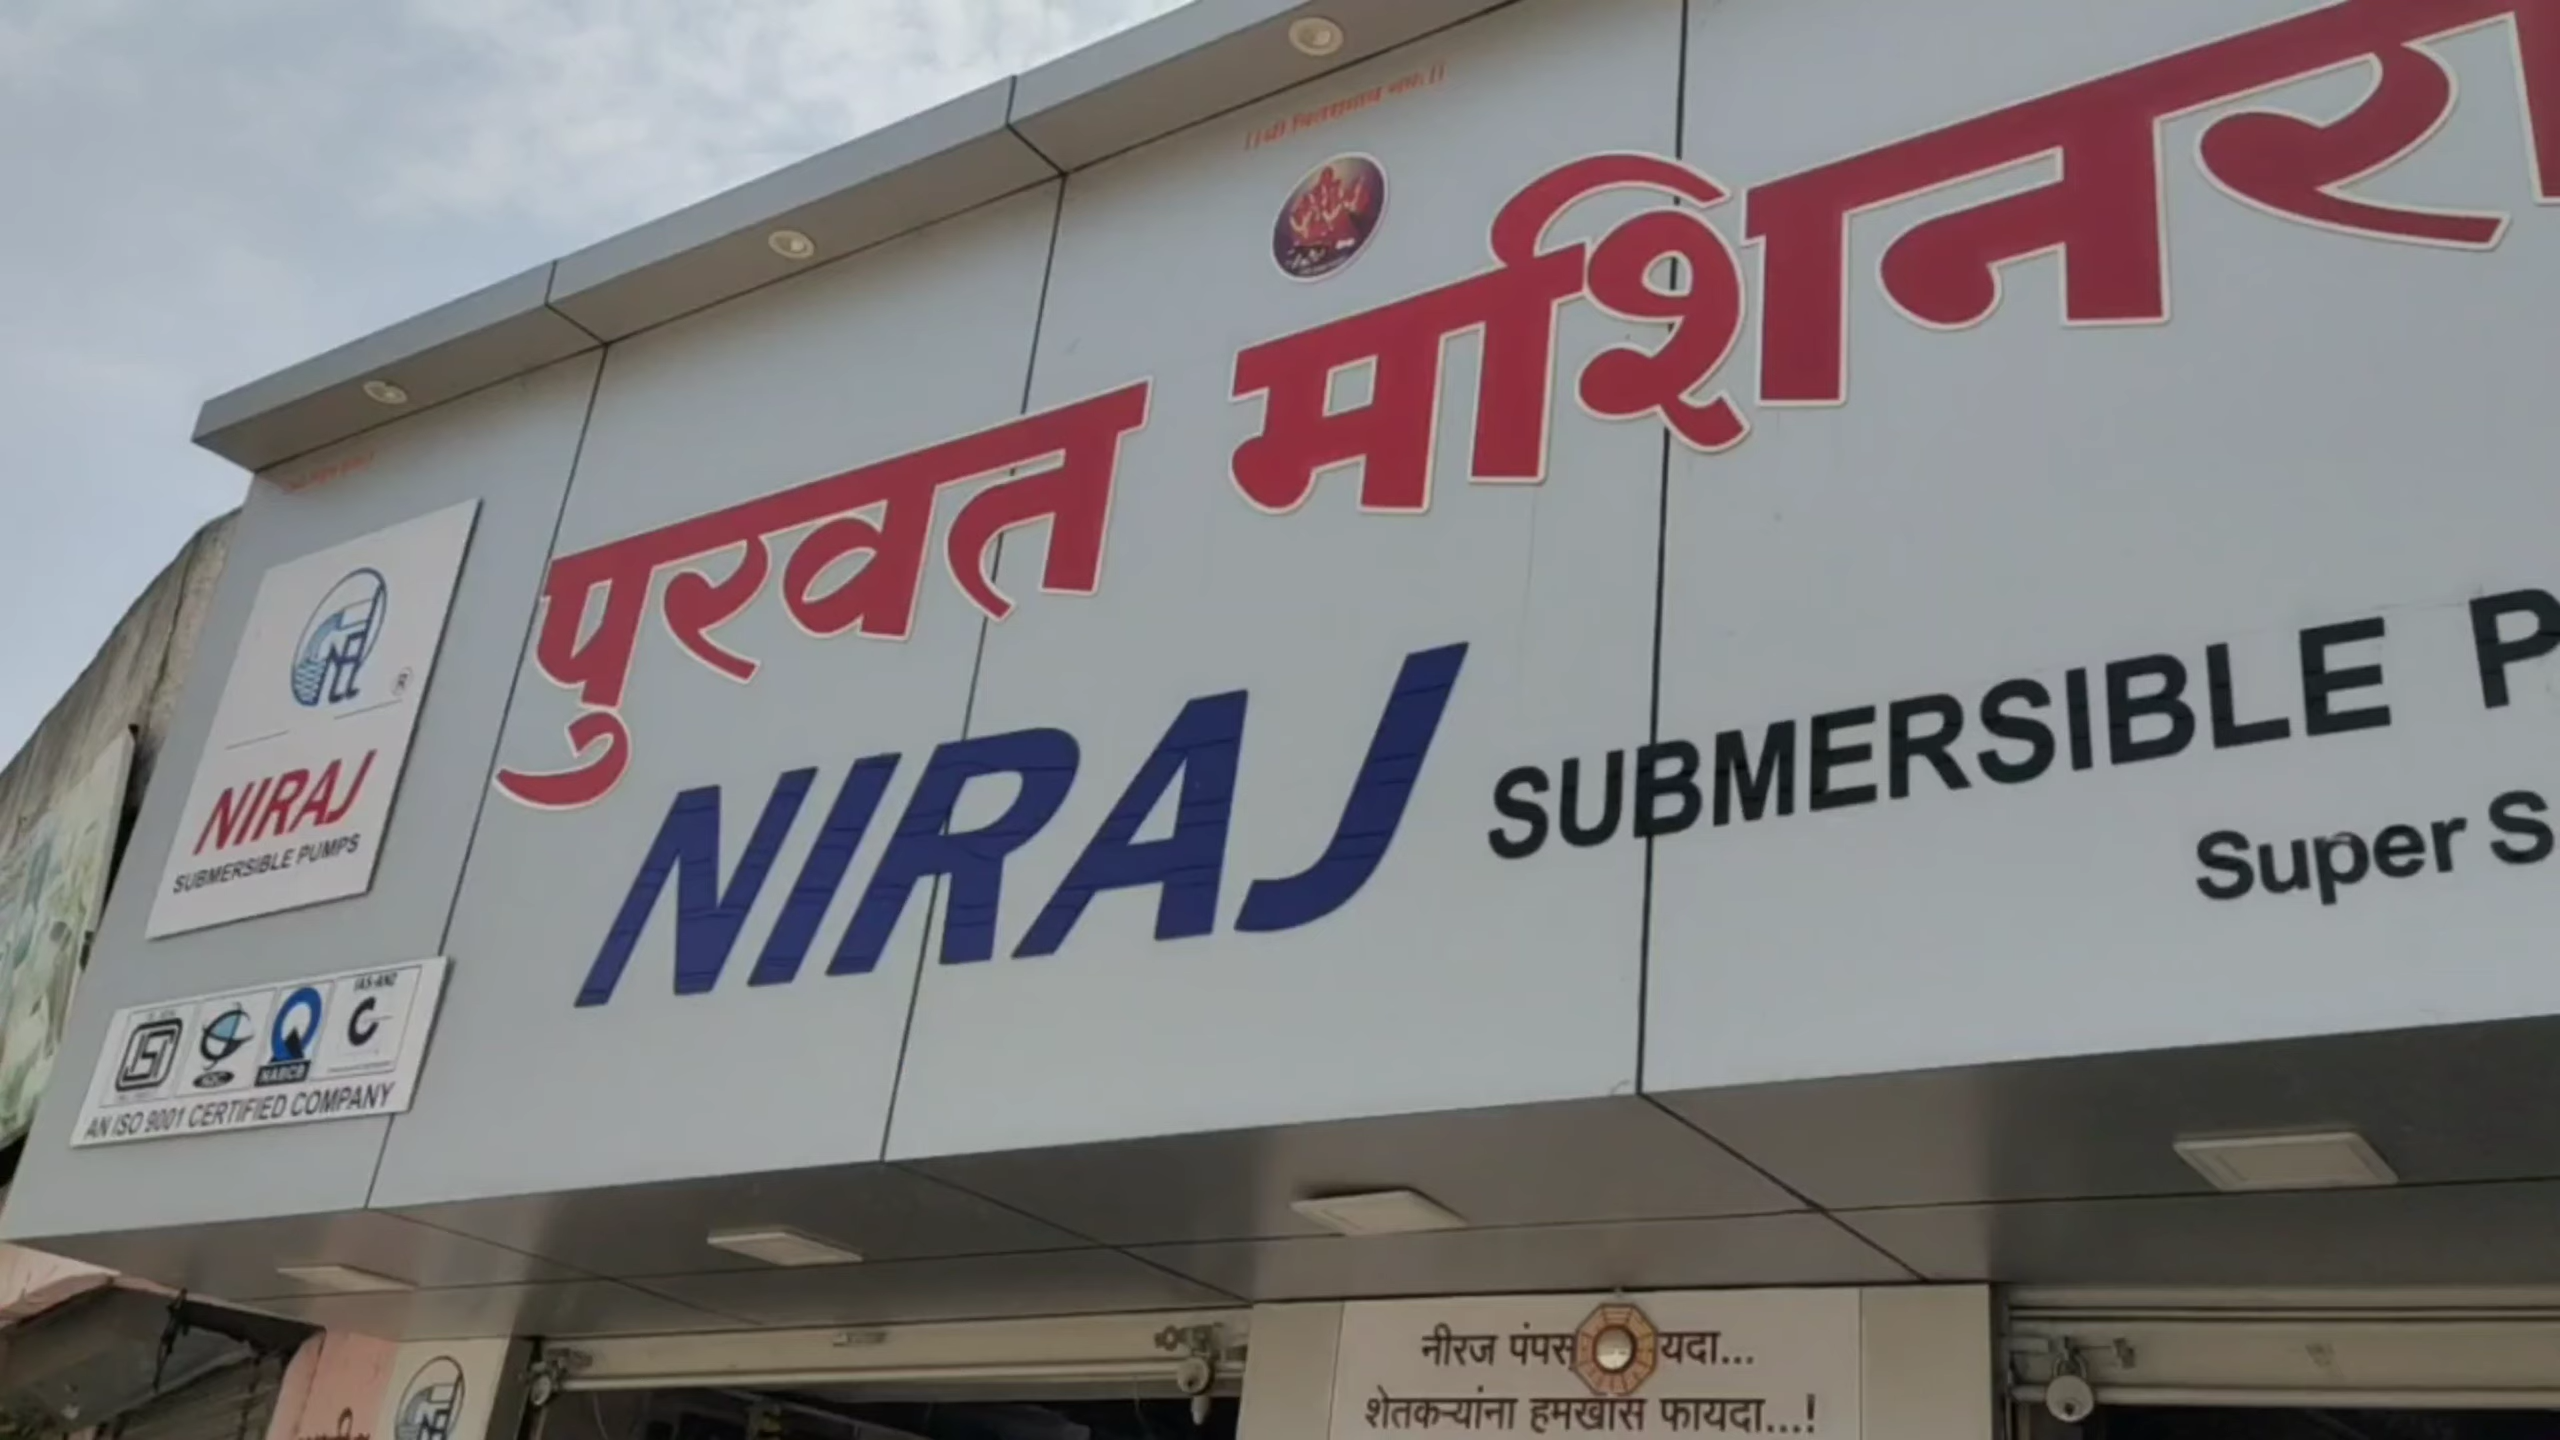 पुरवत मशिनरी
NIRAJ SUBMERSIBLE P
Super S
NIRAJ
SUBMERSIBLE PUMPS
NABCB
AN ISO 9001 CERTIFIED COMPANY
नीरज पंपस यदा...
शेतकऱ्यांना हमखास फायदा...!